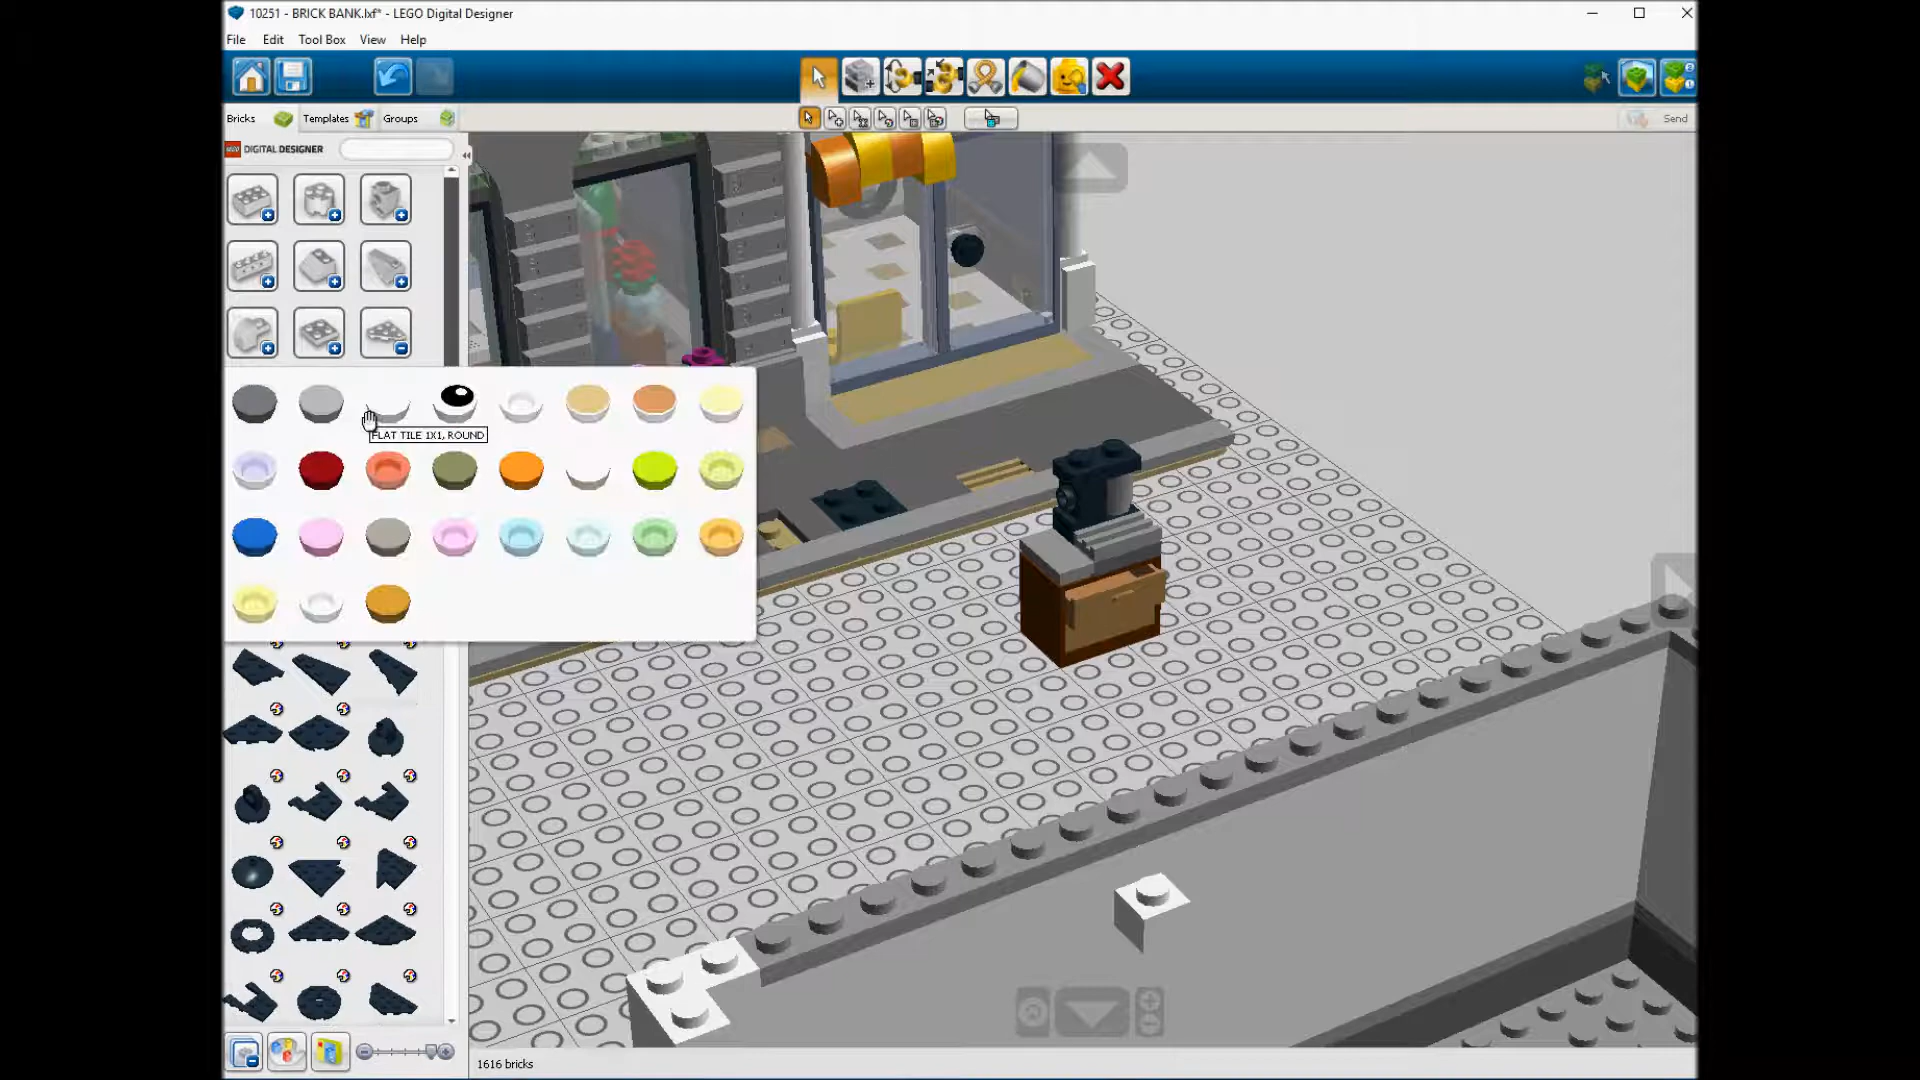 10251 - BRICK BANK.lxf* - LEGO Digital Designer
File Edit Tool Box View Help
Bricks Templates Groups Send
LEGO DIGITAL DESIGNER
FLAT TILE 1X1, ROUND
1616 bricks